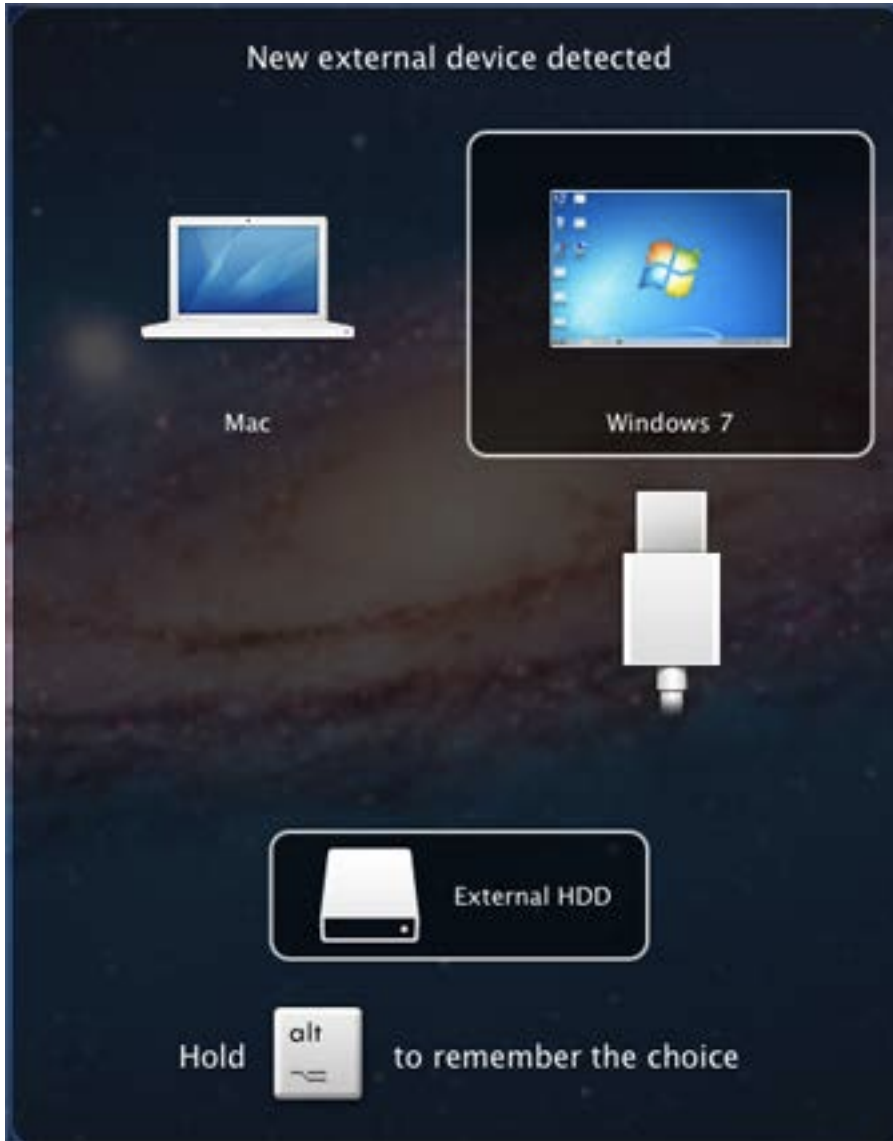 New external device detected
Mac
Windows 7
External HDD
Hold
alt
to remember the choice